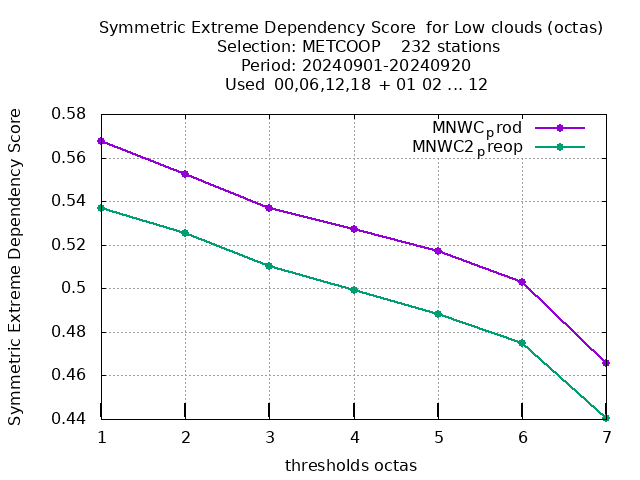 Symmetric Extreme Dependency Score  for Low clouds (octas)
Selection: METCOOP    232 stations
Period: 20240901-20240920
Used  00,06,12,18  + 01 02 ... 12
MNWCprod
MNWC2preop
Symmetric Extreme Dependency Score
0.58
0.56
0.54
0.52
0.5
0.48
0.46
0.44
1 2 3 4 5 6 7
thresholds octas